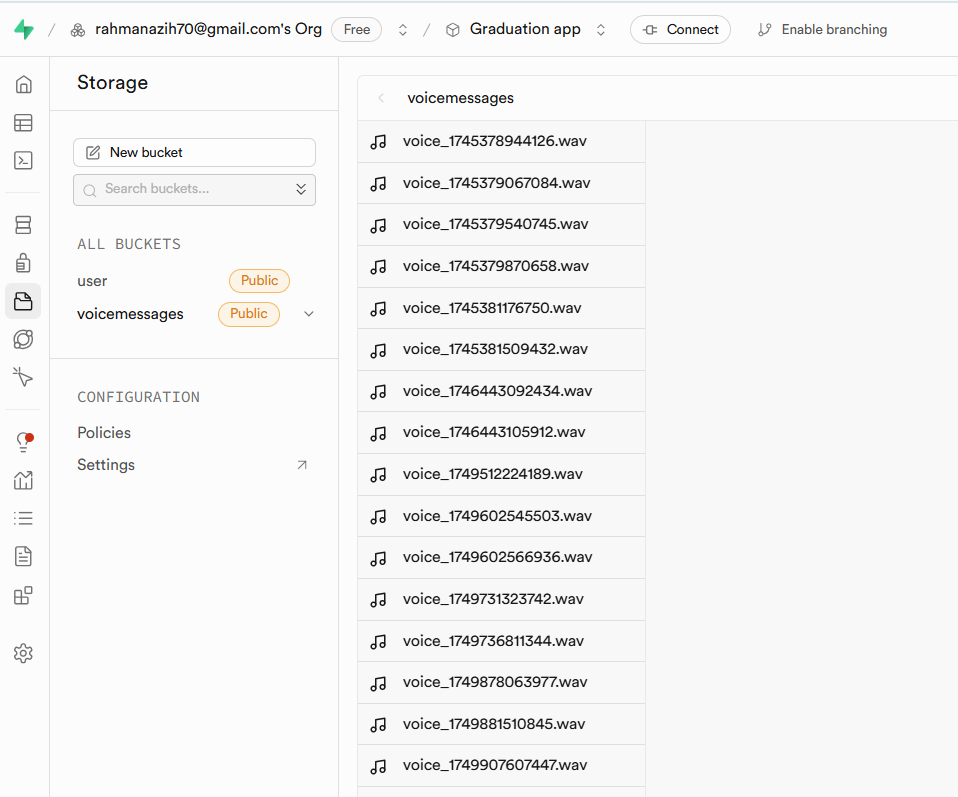 / rahmanazih70@gmail.com's Org Free / Graduation app Connect Enable branching
Storage
voicemessages
New bucket
Search buckets...
ALL BUCKETS
user Public
voicemessages Public
CONFIGURATION
Policies
Settings
voice_1745378944126.wav
voice_1745379067084.wav
voice_1745379540745.wav
voice_1745379870658.wav
voice_1745381176750.wav
voice_1745381509432.wav
voice_1746443092434.wav
voice_1746443105912.wav
voice_1749512224189.wav
voice_1749602545503.wav
voice_1749602566936.wav
voice_1749731323742.wav
voice_1749736811344.wav
voice_1749878063977.wav
voice_1749881510845.wav
voice_1749907607447.wav